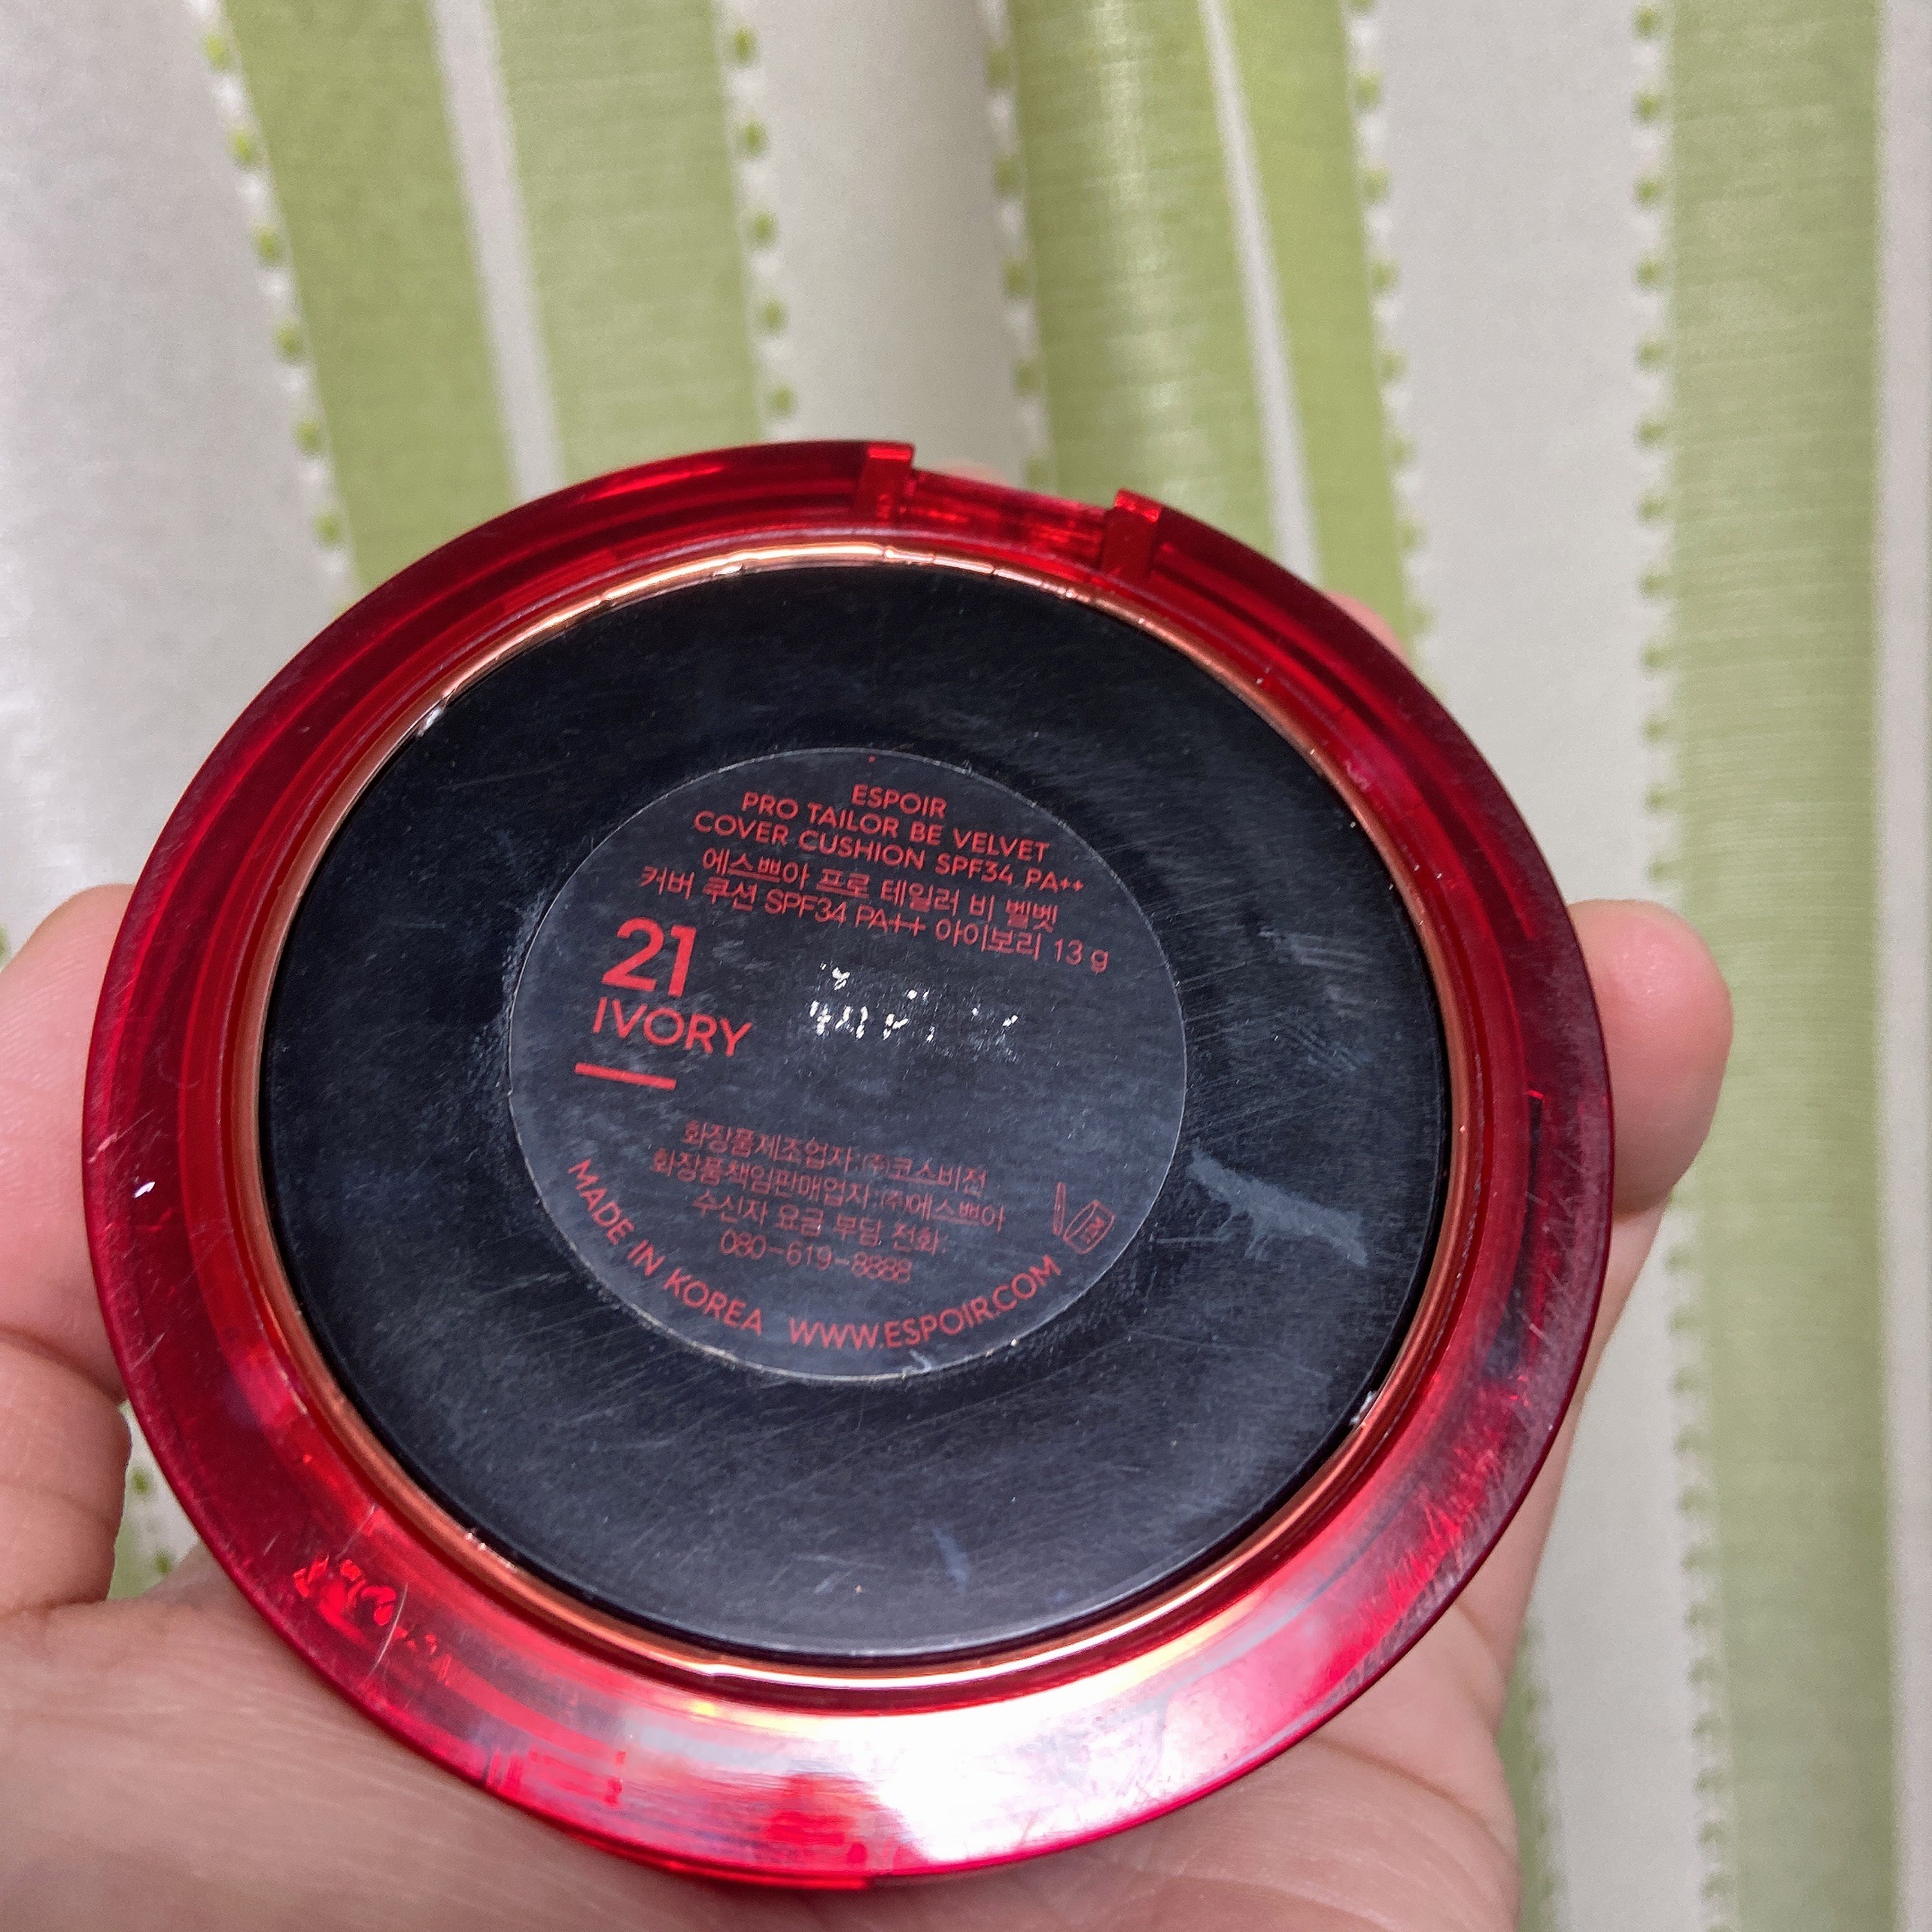 ESPOIR
PRO TAILOR BE VELVET
COVER CUSHION SPF34 PA++
에스쁘아 프로 테일러 비 벨벳
커버 쿠션 SPF34 PA++ 아이보리 13 g
21
IVORY
화장품제조업자:㈜코스비전
화장품책임판매업자:㈜에스쁘아
수신자 요금 부담 전화:
080-619-8888
MADE IN KOREA WWW.ESPOIR.COM